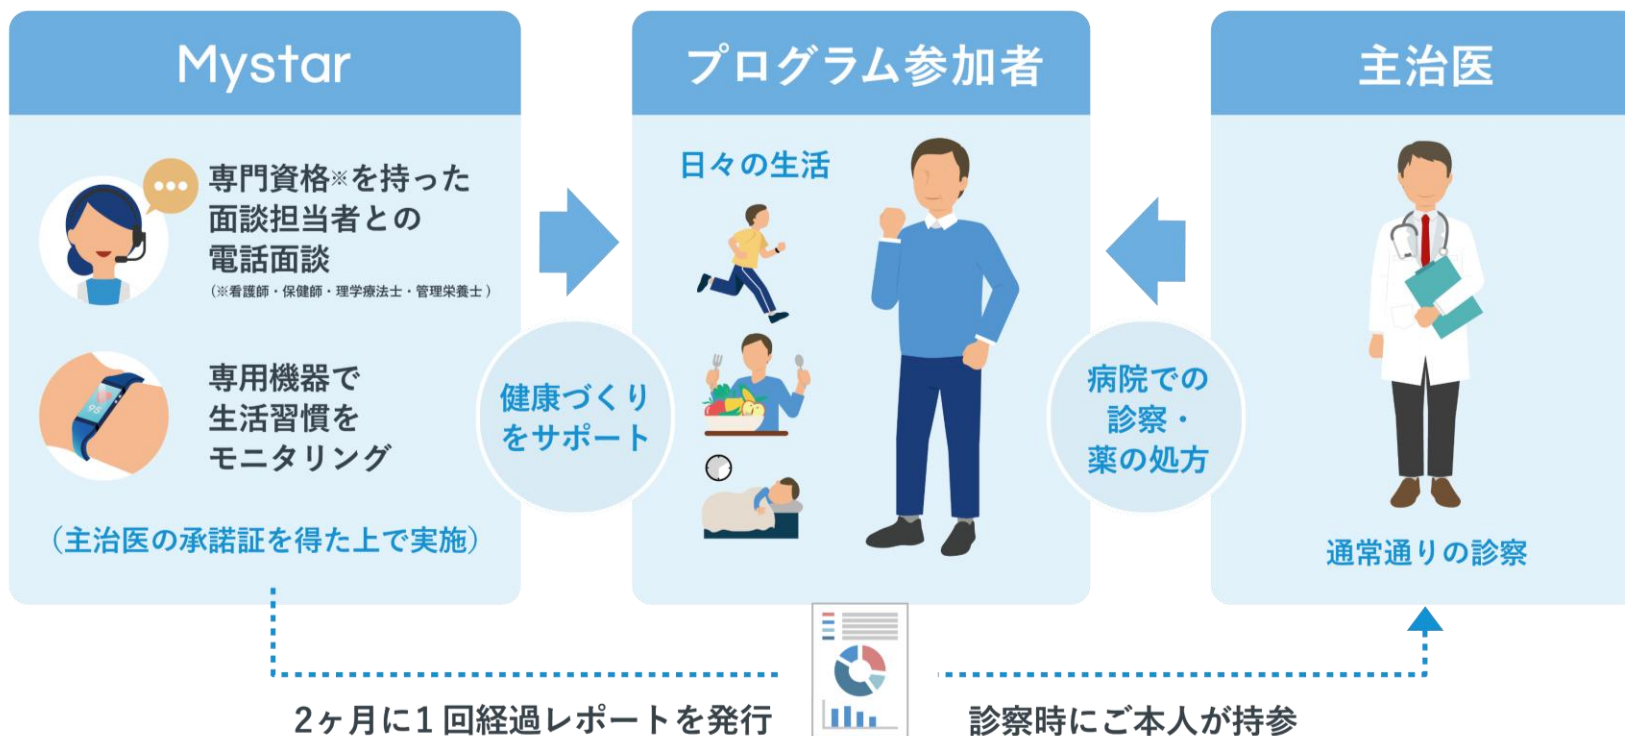 Mystar
専門資格※を持った
面談担当者との
電話面談
(※看護師・保健師・理学療法士・管理栄養士)
専用機器で
生活習慣を
モニタリング
(主治医の承諾証を得た上で実施)
健康づくり
をサポート
プログラム参加者
日々の生活
病院での
診察・
薬の処方
主治医
通常通りの診察
2ヶ月に1回経過レポートを発行
診察時にご本人が持参
95